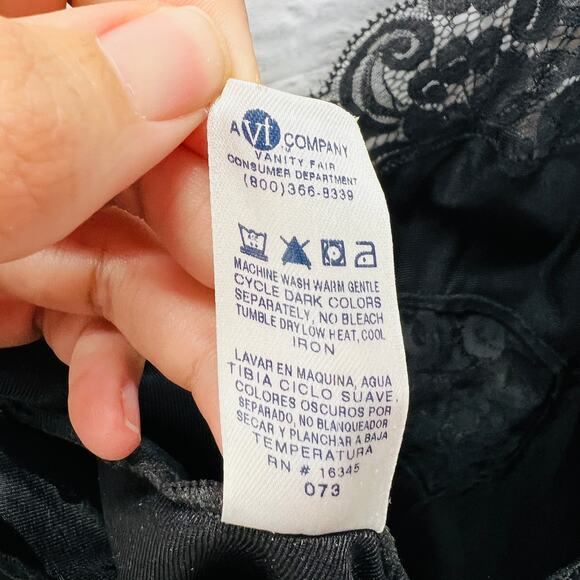 A vf COMPANY
TM
VANITY FAIR
CONSUMER DEPARTMENT
(800)366-8339
MACHINE WASH WARM GENTLE
CYCLE DARK COLORS
SEPARATELY, NO BLEACH
TUMBLE DRY LOW HEAT, COOL
IRON
LAVAR EN MAQUINA, AGUA
TIBIA CICLO SUAVE,
COLORES OSCUROS POR
SEPARADO, NO BLANQUEADOR
SECAR Y PLANCHAR A BAJA
TEMPERATURA
RN # 16345
073